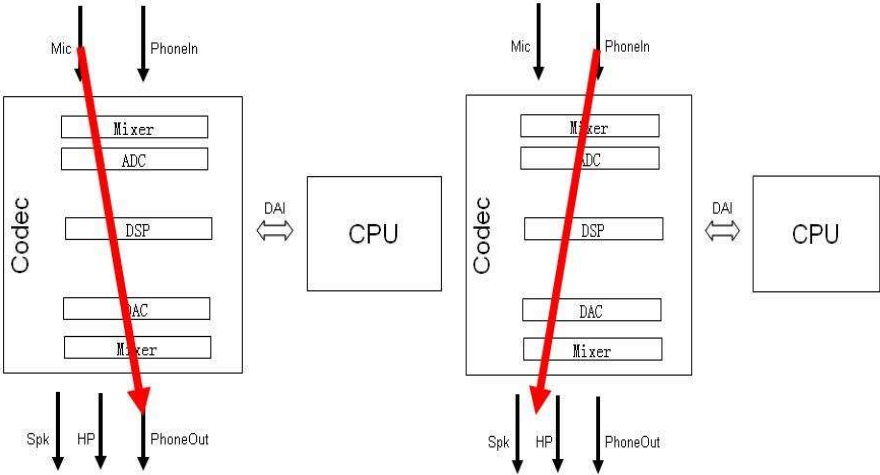 Mic
PhoneIn
Mixer
ADC
Codec
DSP
DAI
CPU
DAC
Mixer
Spk
HP
PhoneOut
Mic
PhoneIn
Mixer
ADC
Codec
DSP
DAI
CPU
DAC
Mixer
Spk
HP
PhoneOut